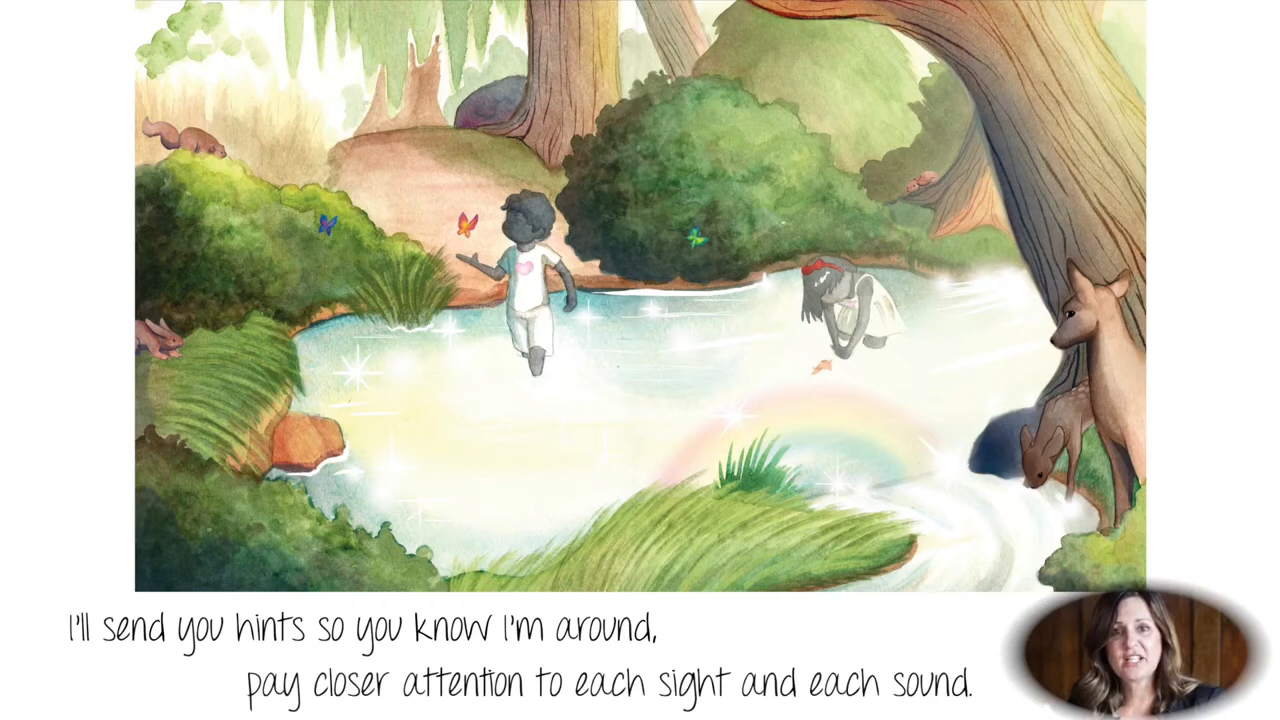 I'll send you hints so you know I'm around,
pay closer attention to each sight and each sound.